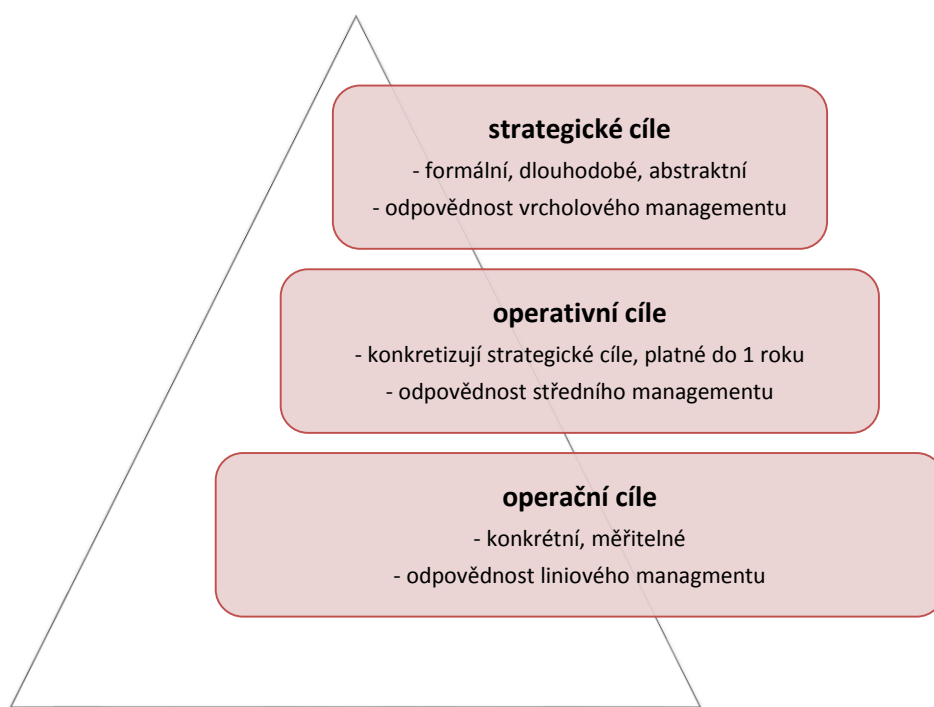 strategické cíle
- formální, dlouhodobé, abstraktní
- odpovědnost vrcholového managementu
operativní cíle
- konkretizují strategické cíle, platné do 1 roku
- odpovědnost středního managementu
operační cíle
- konkrétní, měřitelné
- odpovědnost liniového managmentu